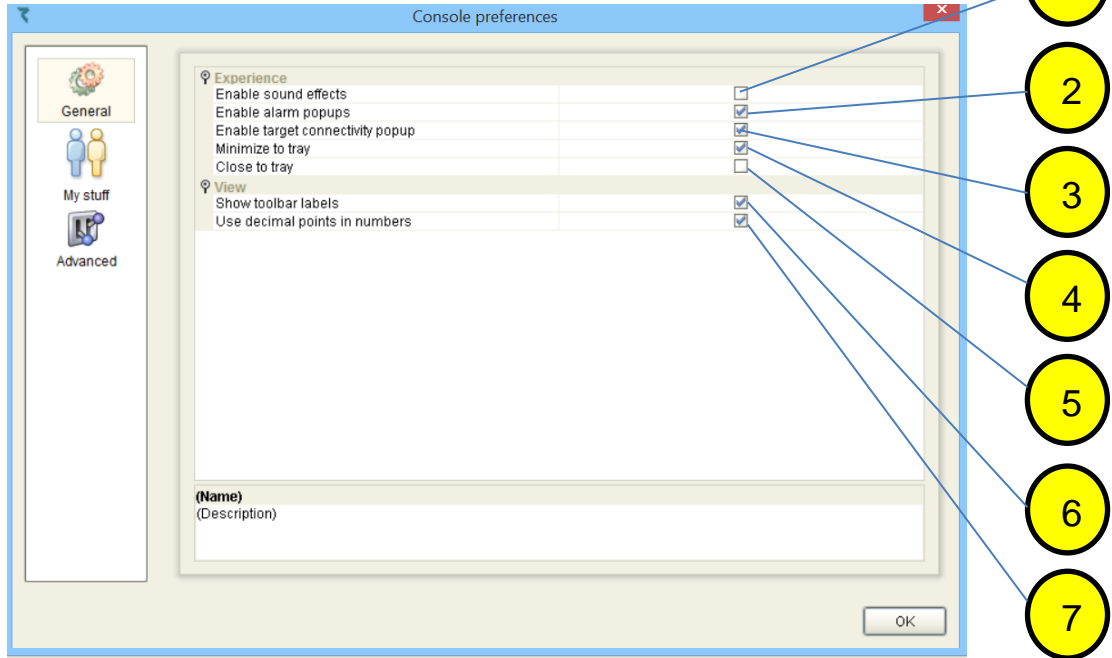 Console preferences
General
My stuff
Advanced
Experience
Enable sound effects
Enable alarm popups
Enable target connectivity popup
Minimize to tray
Close to tray
View
Show toolbar labels
Use decimal points in numbers
(Name)
(Description)
OK
2
3
4
5
6
7